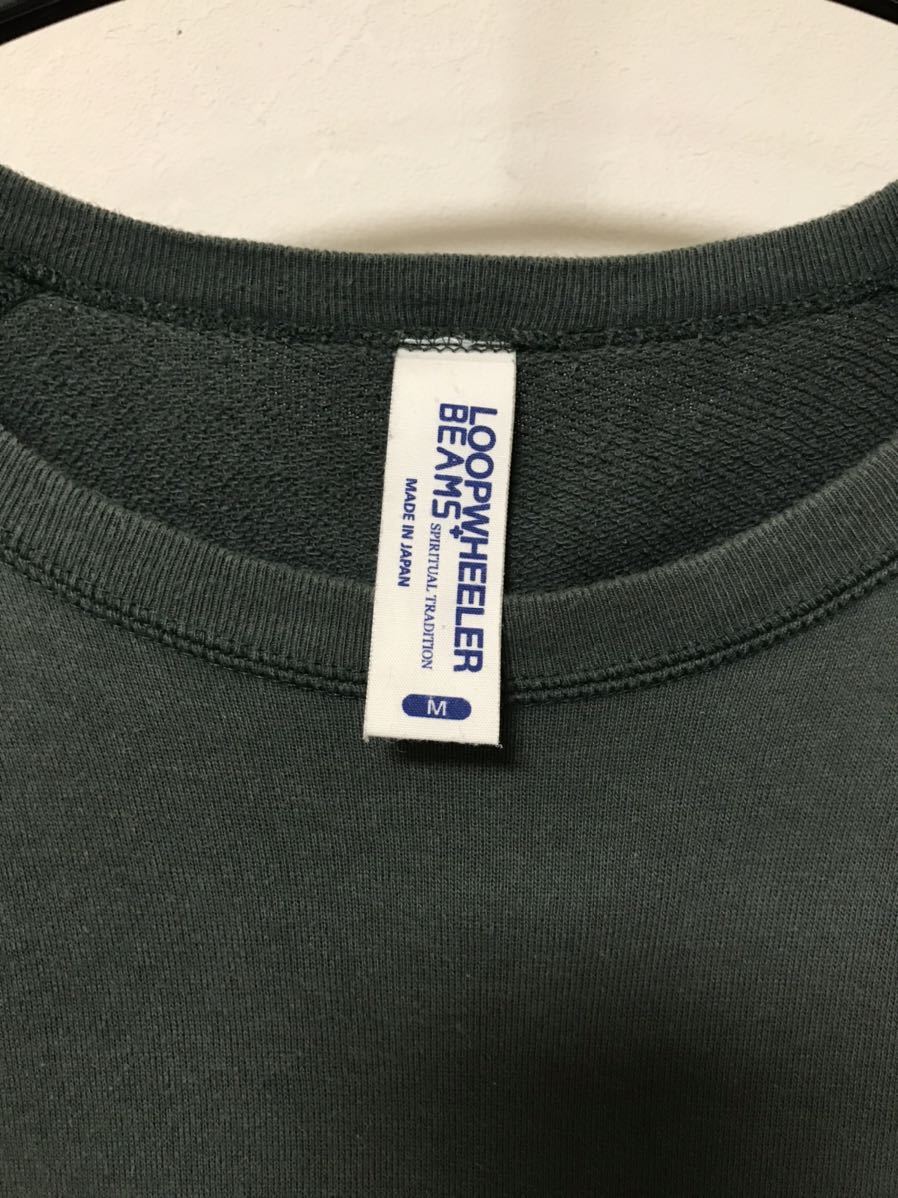 LOOPWHEELER
BEAMS+
SPIRITUAL TRADITION
MADE IN JAPAN
M